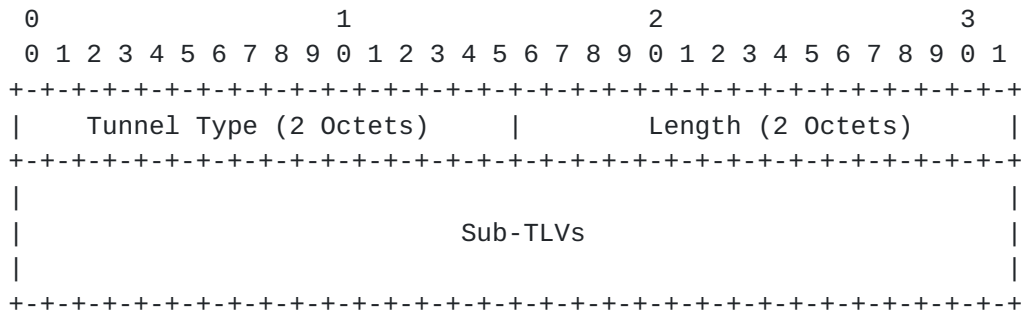 0                   1                   2                   3
 0 1 2 3 4 5 6 7 8 9 0 1 2 3 4 5 6 7 8 9 0 1 2 3 4 5 6 7 8 9 0 1
+-+-+-+-+-+-+-+-+-+-+-+-+-+-+-+-+-+-+-+-+-+-+-+-+-+-+-+-+-+-+-+-+
|    Tunnel Type (2 Octets)     |        Length (2 Octets)      |
+-+-+-+-+-+-+-+-+-+-+-+-+-+-+-+-+-+-+-+-+-+-+-+-+-+-+-+-+-+-+-+-+
|                                                               |
|                            Sub-TLVs                           |
|                                                               |
+-+-+-+-+-+-+-+-+-+-+-+-+-+-+-+-+-+-+-+-+-+-+-+-+-+-+-+-+-+-+-+-+